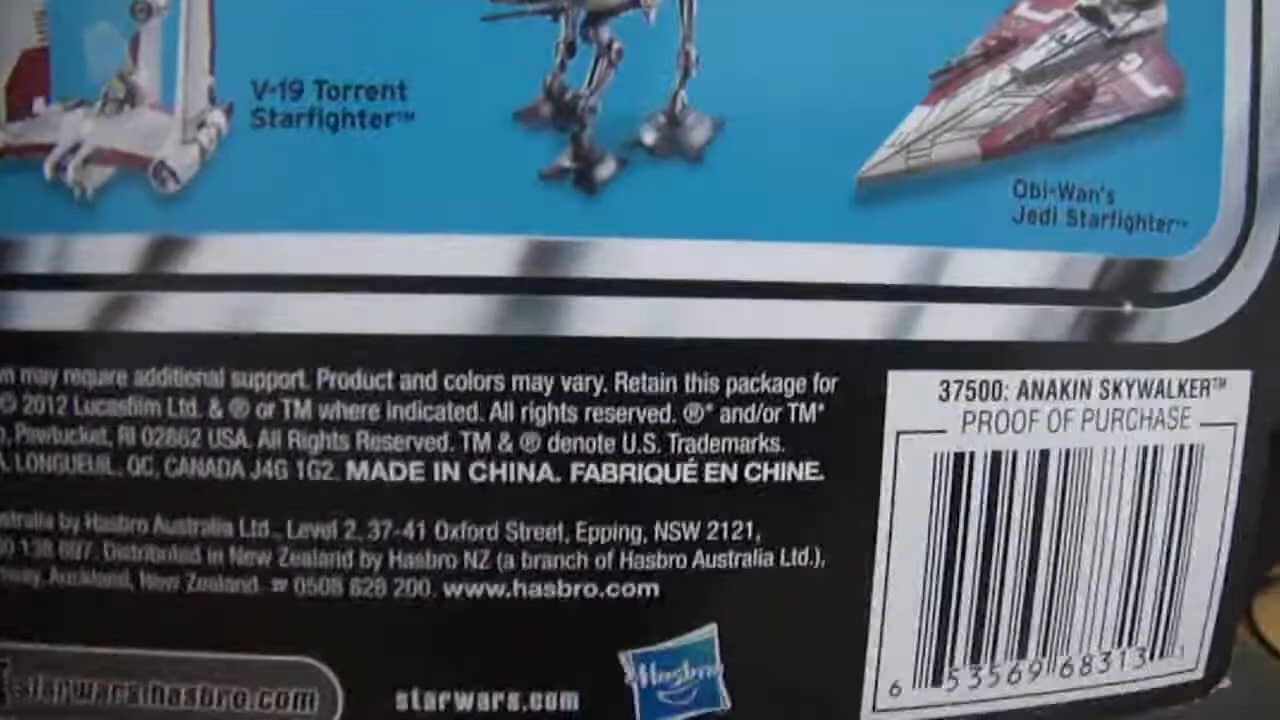 V-19 Torrent
Starfighter™
Obi-Wan's
Jedi Starfighter™
may require additional support. Product and colors may vary. Retain this package for
© 2012 Lucasfilm Ltd. & ® or TM where indicated. All rights reserved. ®* and/or TM*
Pawtucket, RI 02862 USA. All Rights Reserved. TM & ® denote U.S. Trademarks.
LONGUEUIL, QC, CANADA J4G 1G2. MADE IN CHINA. FABRIQUÉ EN CHINE.
by Hasbro Australia Ltd., Level 2, 37-41 Oxford Street, Epping, NSW 2121,
Distributed in New Zealand by Hasbro NZ (a branch of Hasbro Australia Ltd.),
Auckland, New Zealand. ☎ 0508 828 200. www.hasbro.com
starwars.hasbro.com
starwars.com
Hasbro
37500: ANAKIN SKYWALKER™
PROOF OF PURCHASE
6 53569 68313 1